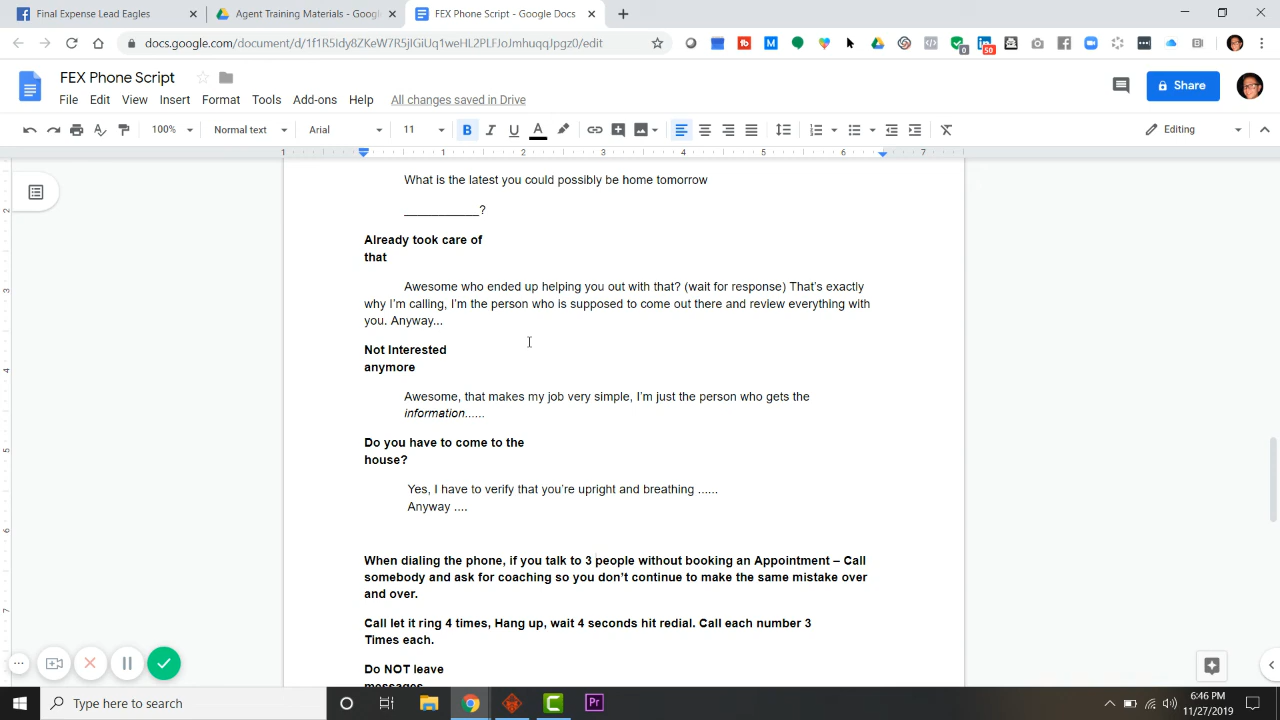 Final Expense Lead Eagles
Agent Training Materials - Google
FEX Phone Script - Google Docs
FEX Phone Script
File Edit View Insert Format Tools Add-ons Help All changes saved in Drive
Share
100% Normal text Arial 11 B I U A Editing
1 1 2 3 4 5 6 7
What is the latest you could possibly be home tomorrow
___________?
Already took care of
that
Awesome who ended up helping you out with that? (wait for response) That's exactly
why I'm calling, I'm the person who is supposed to come out there and review everything with
you. Anyway...
Not Interested
anymore
Awesome, that makes my job very simple, I'm just the person who gets the
information......
Do you have to come to the
house?
Yes, I have to verify that you're upright and breathing ......
Anyway ....
When dialing the phone, if you talk to 3 people without booking an Appointment – Call
somebody and ask for coaching so you don't continue to make the same mistake over
and over.
Call let it ring 4 times, Hang up, wait 4 seconds hit redial. Call each number 3
Times each.
Do NOT leave
messages
Type here to search
6:46 PM
11/27/2019